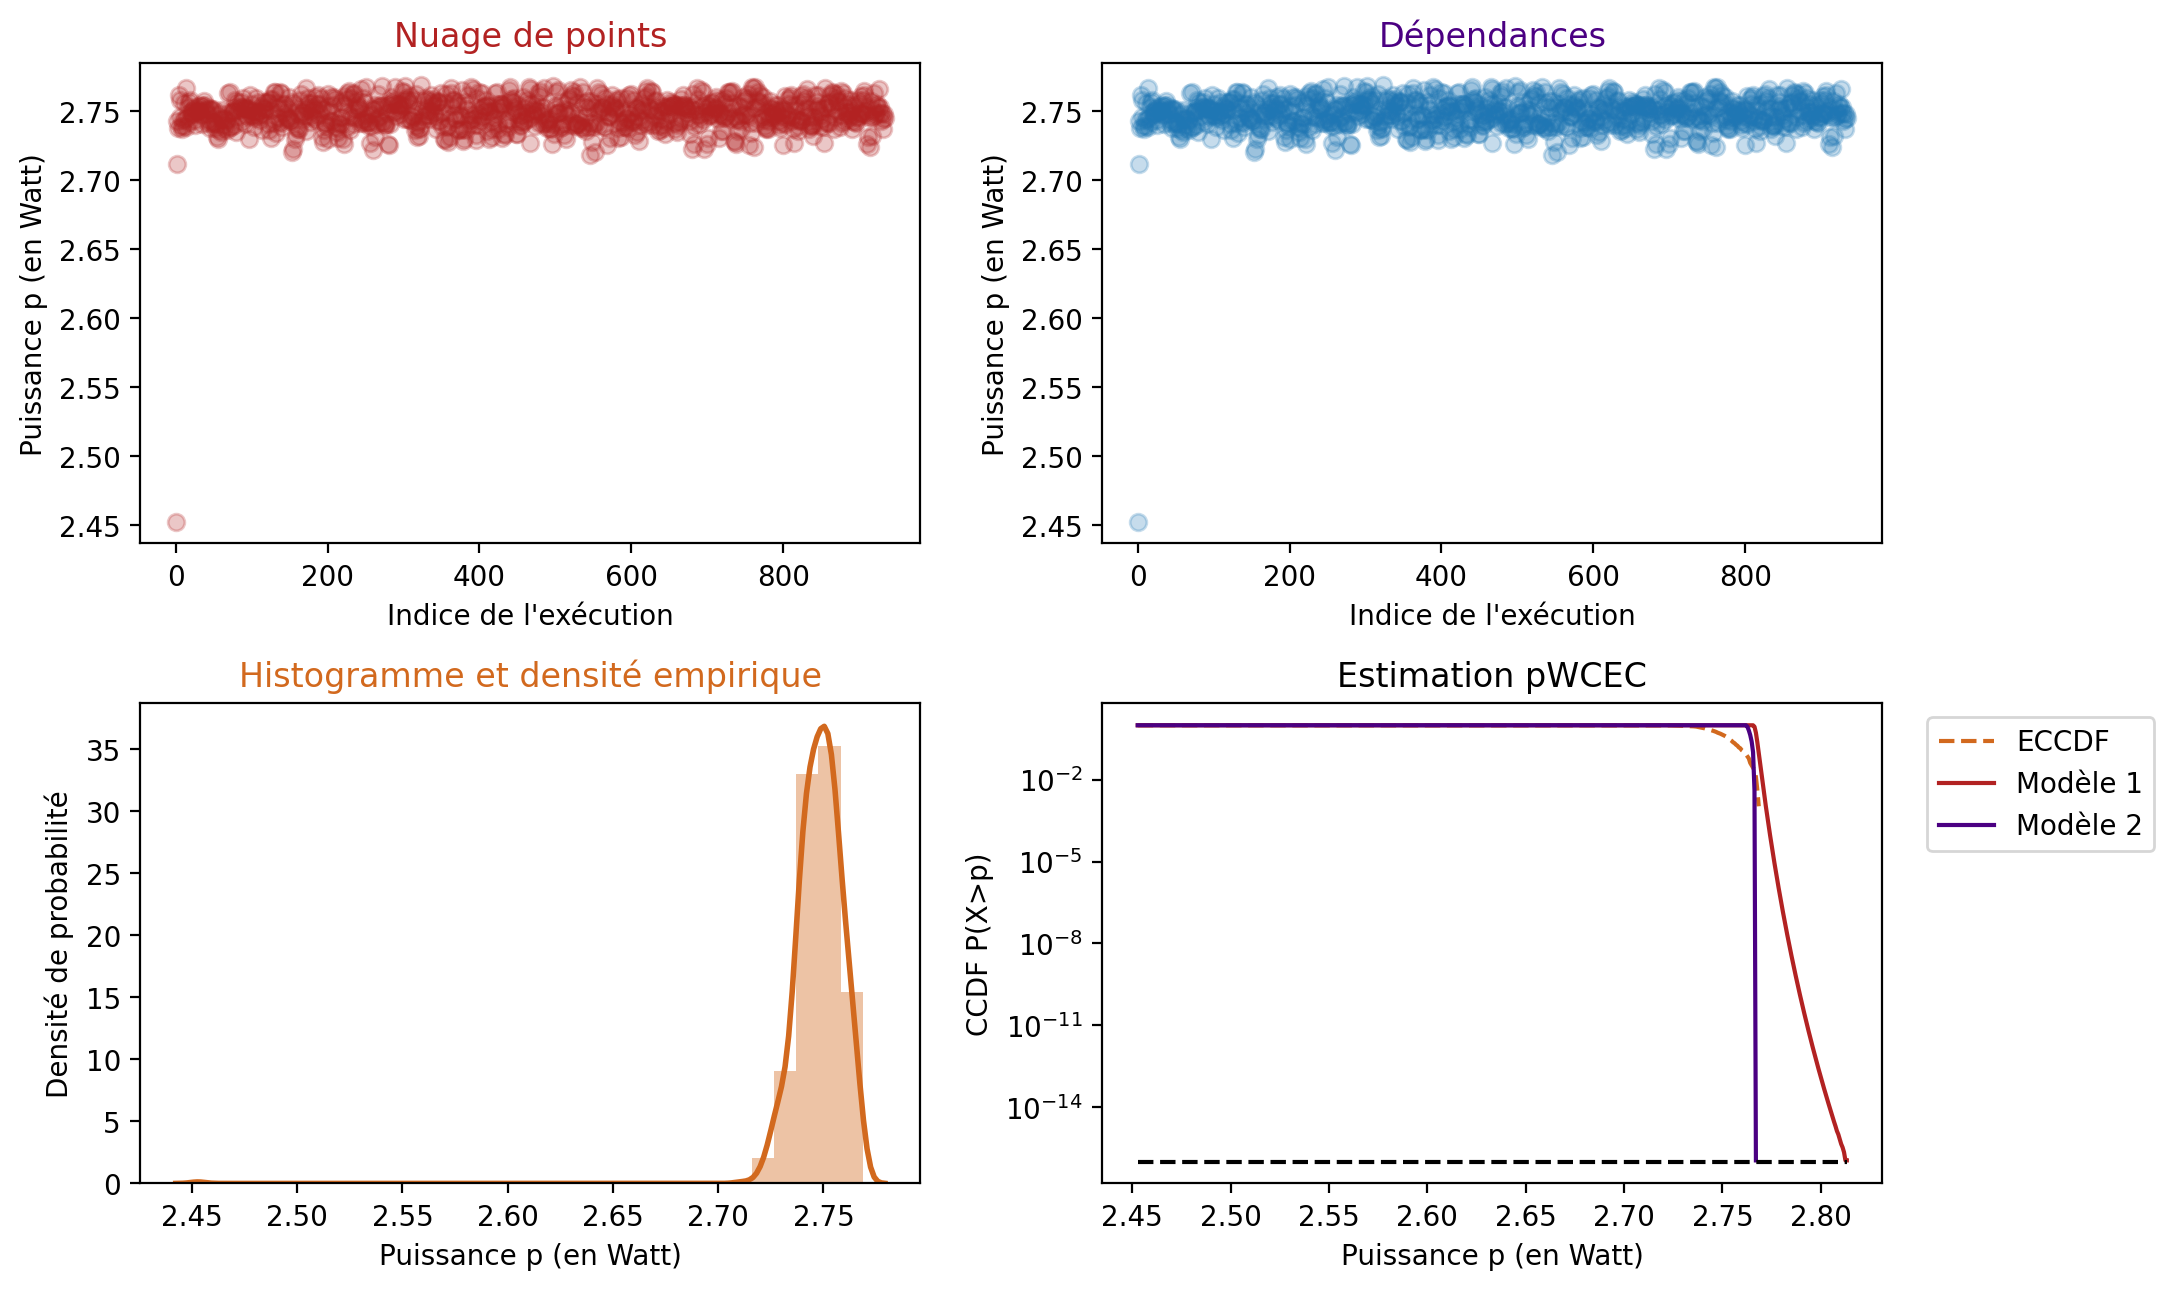 Nuage de points
Puissance p (en Watt)
2.75
2.70
2.65
2.60
2.55
2.50
2.45
0 200 400 600 800
Indice de l'exécution
Dépendances
Puissance p (en Watt)
2.75
2.70
2.65
2.60
2.55
2.50
2.45
0 200 400 600 800
Indice de l'exécution
Histogramme et densité empirique
Densité de probabilité
35
30
25
20
15
10
5
0
2.45 2.50 2.55 2.60 2.65 2.70 2.75
Puissance p (en Watt)
Estimation pWCEC
CCDF P(X>p)
10⁻²
10⁻⁵
10⁻⁸
10⁻¹¹
10⁻¹⁴
2.45 2.50 2.55 2.60 2.65 2.70 2.75 2.80
Puissance p (en Watt)
ECCDF
Modèle 1
Modèle 2